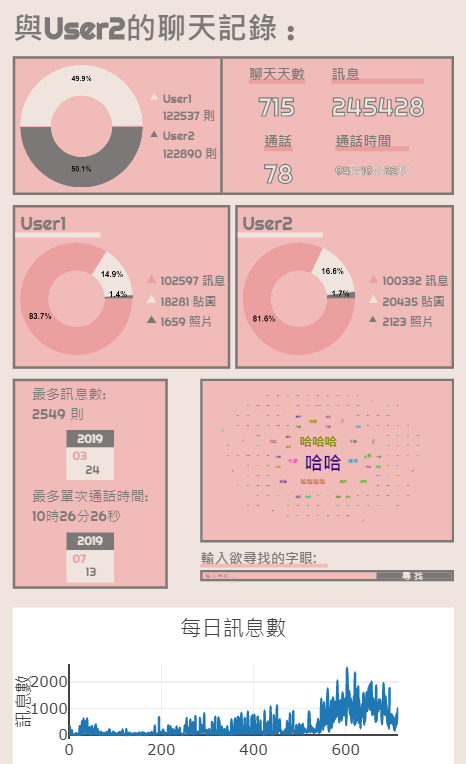 與User2的聊天記錄：
49.9%
50.1%
User1
122537 則
User2
122890 則
聊天天數
訊息
715
245428
通話
通話時間
78
User1
14.9%
1.4%
83.7%
102597 訊息
18281 貼圖
1659 照片
User2
16.6%
1.7%
81.6%
100332 訊息
20435 貼圖
2123 照片
最多訊息數:
2549 則
2019
03
24
最多單次通話時間:
10時26分26秒
2019
07
13
哈哈哈
哈哈
哈哈哈哈
輸入欲尋找的字眼:
尋找
每日訊息數
訊息數
2000
1000
0
0
200
400
600